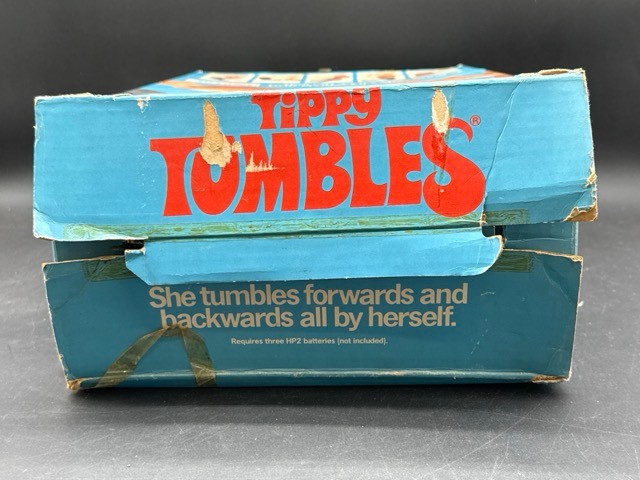 TiPPY
TUMBLES®
She tumbles forwards and
backwards all by herself.
Requires three HP2 batteries (not included).